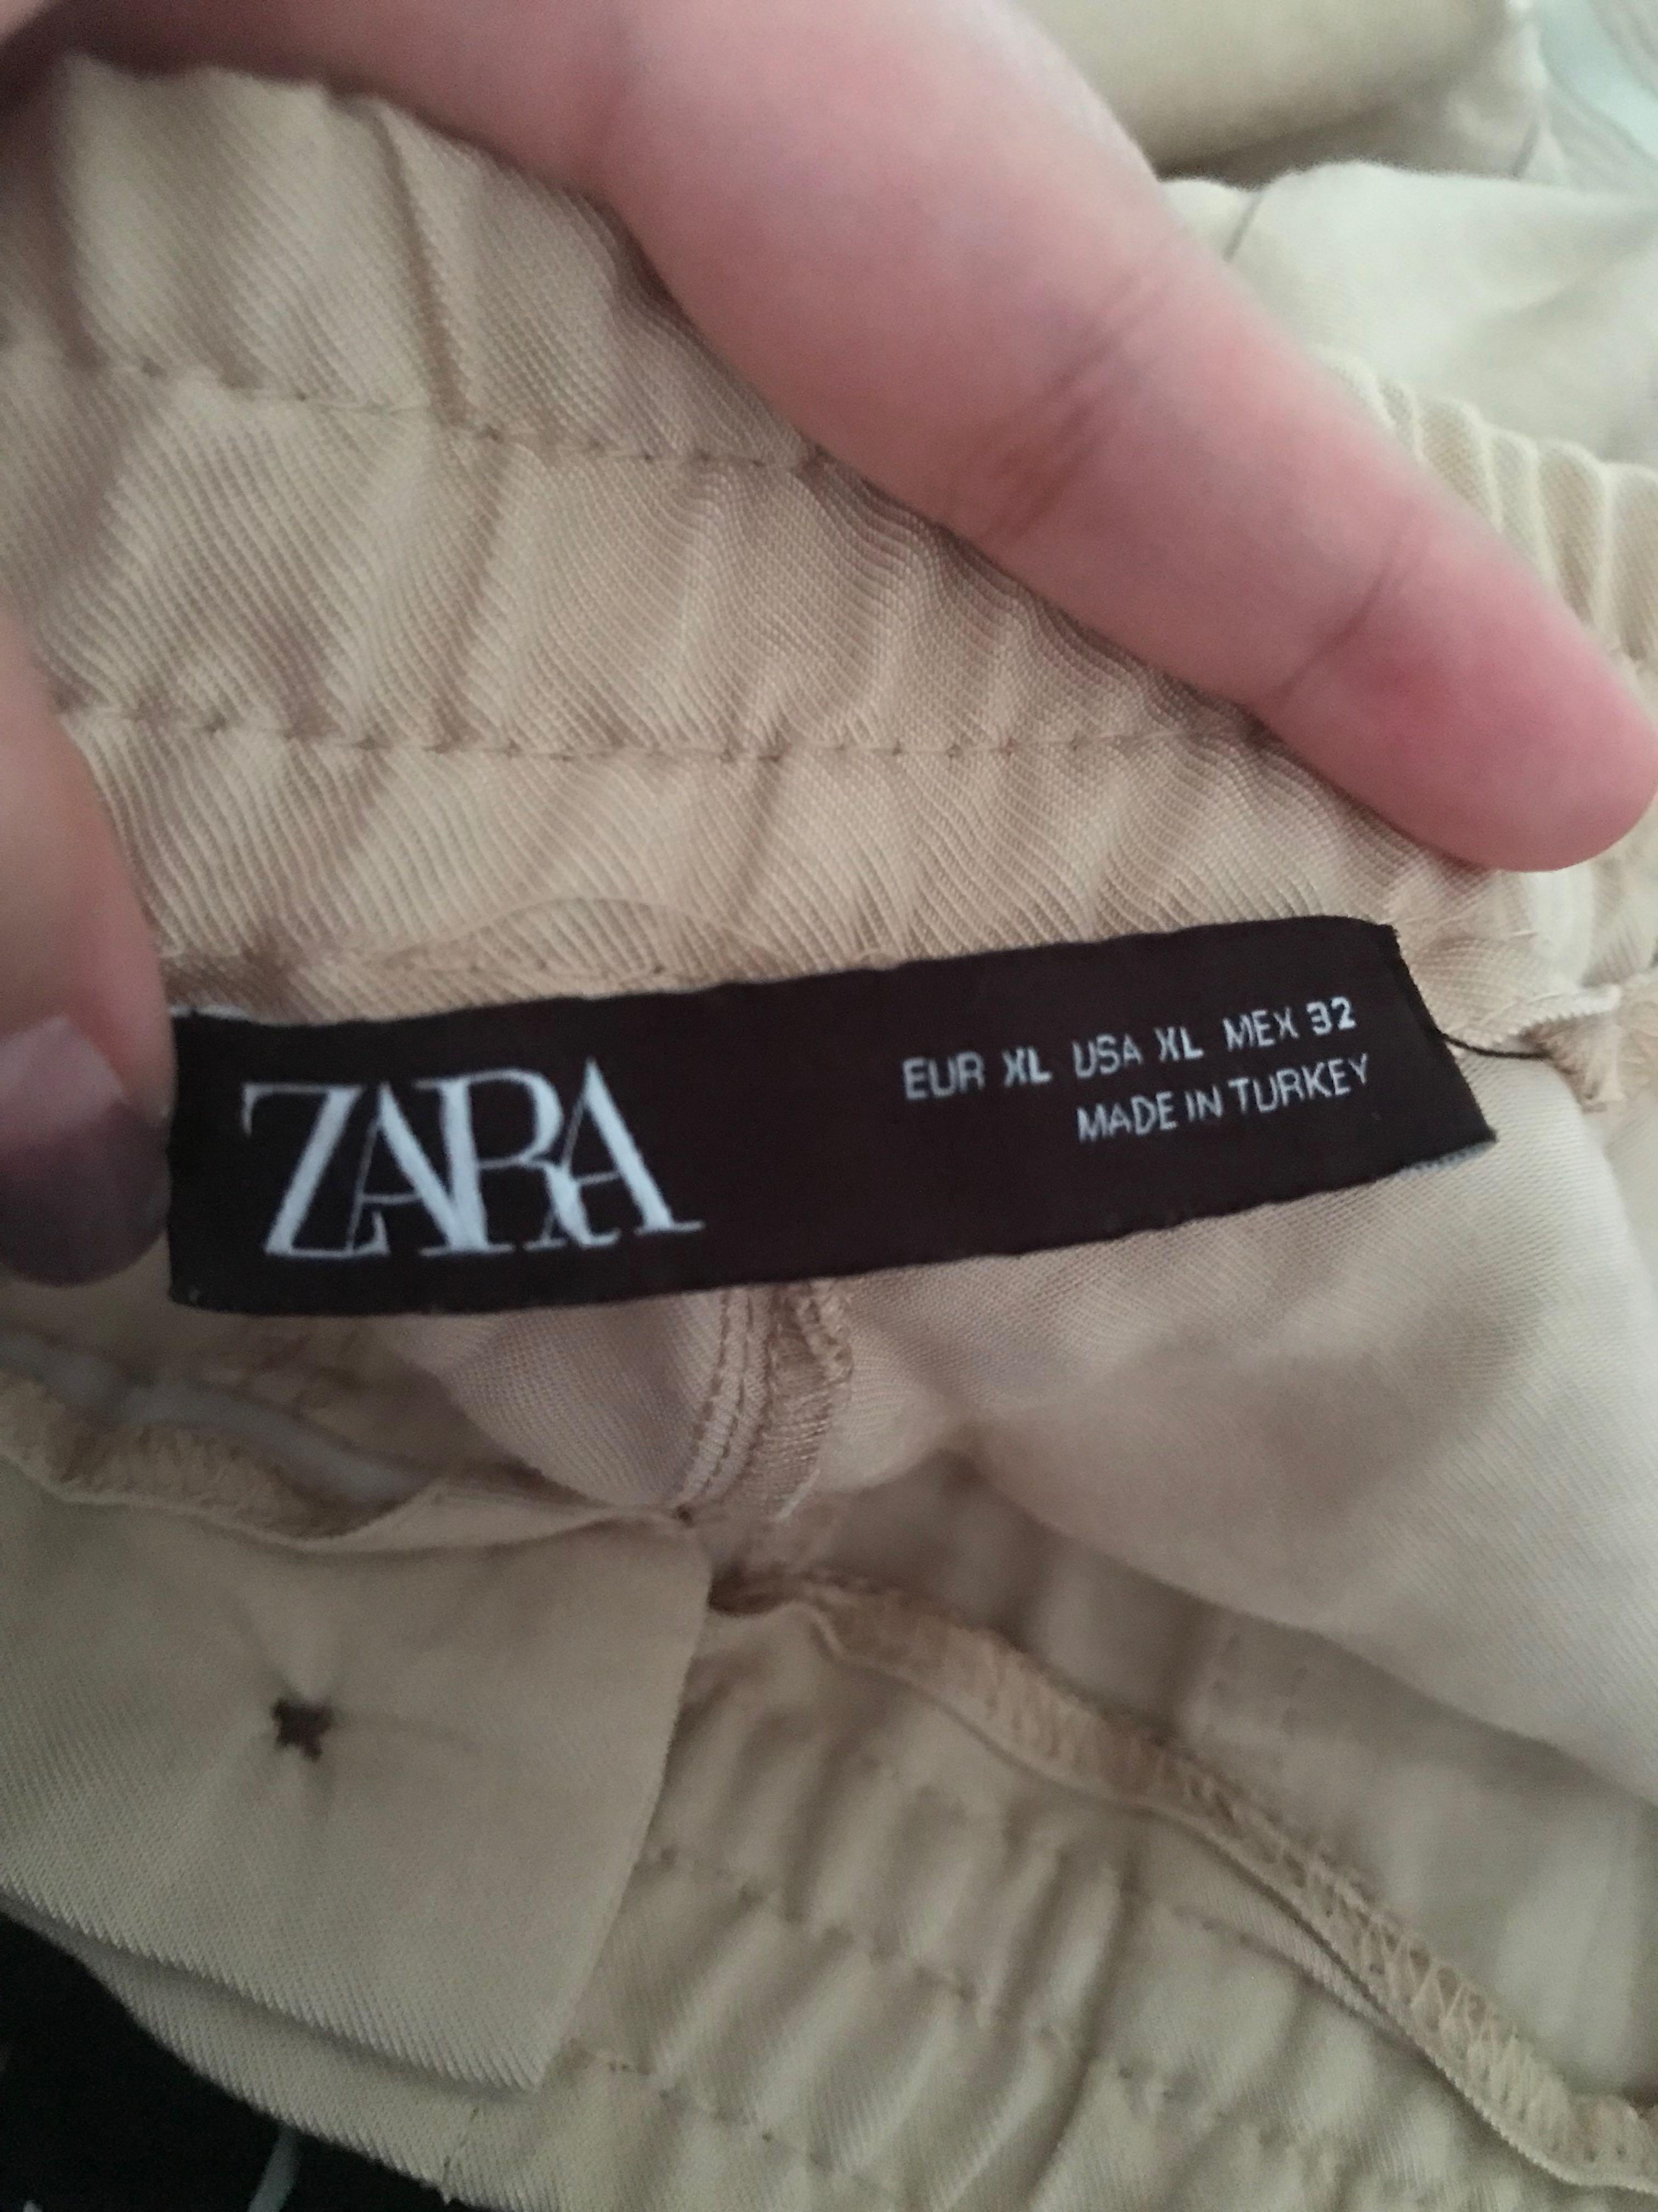 ZARA
EUR XL USA XL MEX 32
MADE IN TURKEY